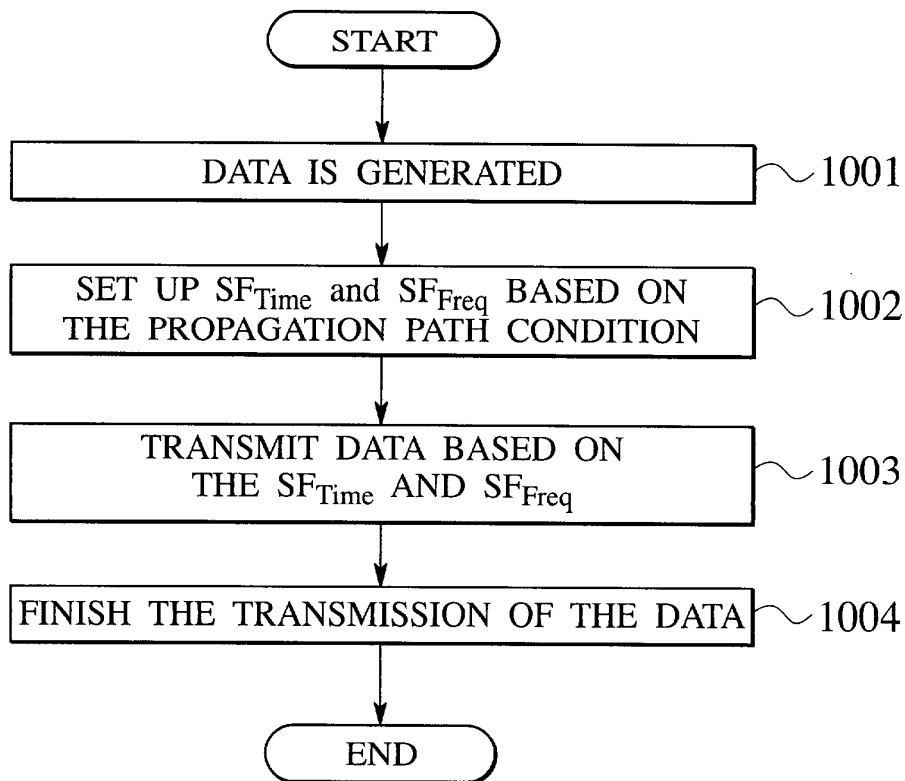 START
DATA IS GENERATED
1001
SET UP SF_Time and SF_Freq BASED ON
THE PROPAGATION PATH CONDITION
1002
TRANSMIT DATA BASED ON
THE SF_Time AND SF_Freq
1003
FINISH THE TRANSMISSION OF THE DATA
1004
END